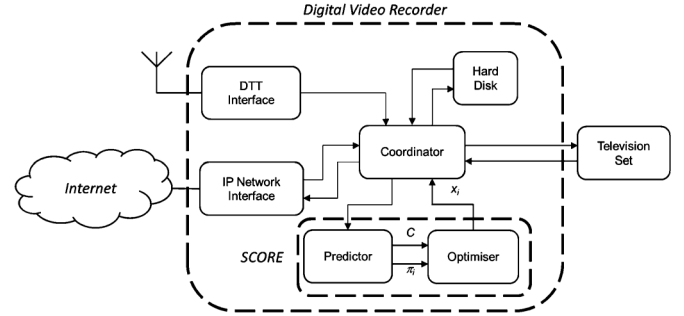 Digital Video Recorder
DTT
Interface
Hard
Disk
Coordinator
Television
Set
Internet
IP Network
Interface
xi
SCORE
Predictor
C
πi
Optimiser